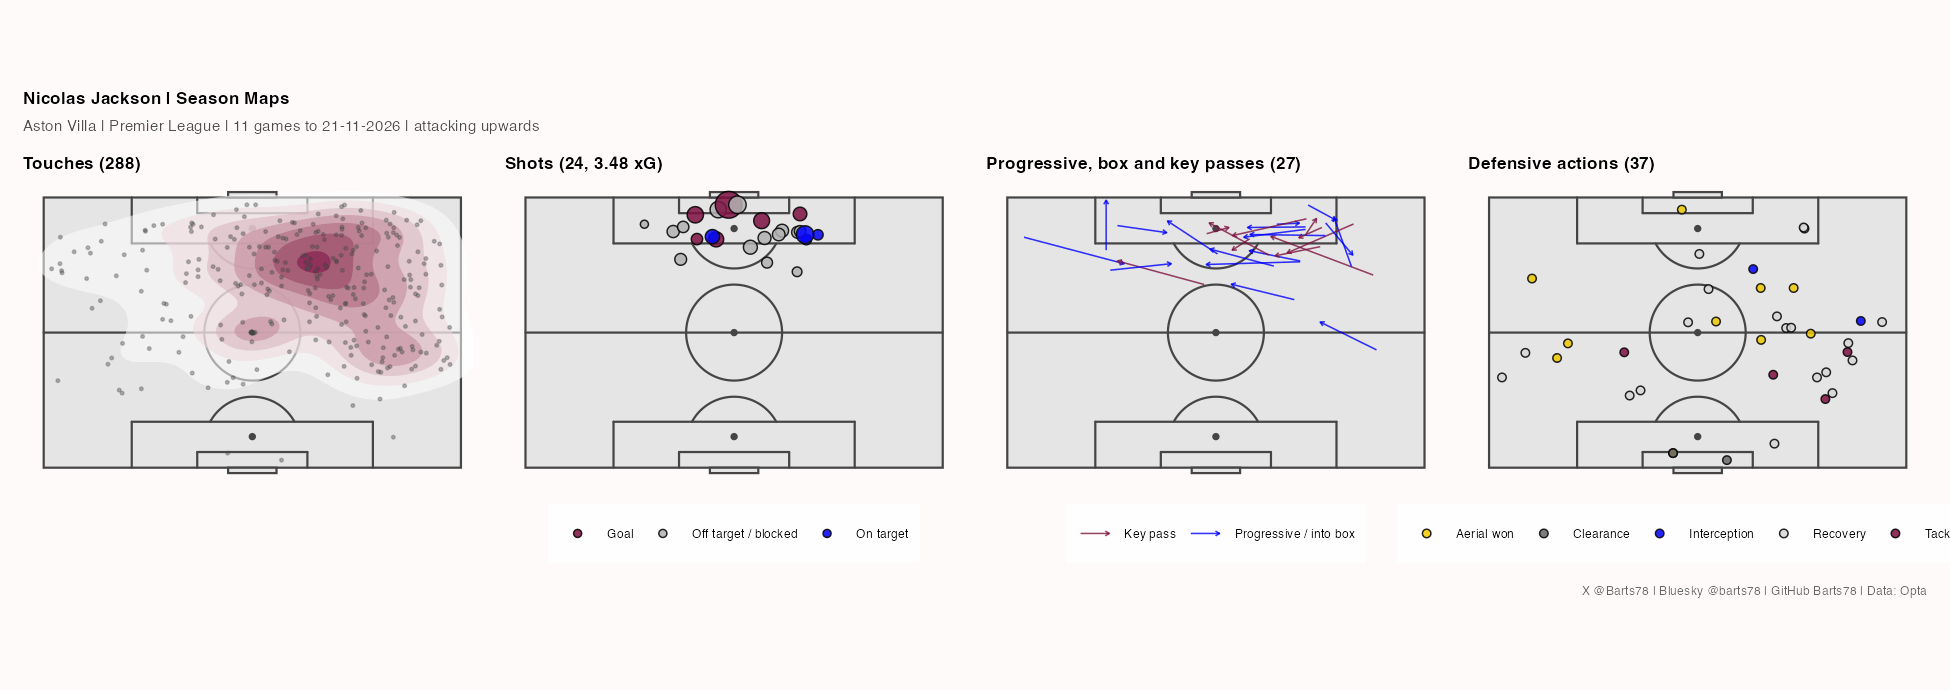 Nicolas Jackson | Season Maps
Aston Villa | Premier League | 11 games to 21-11-2026 | attacking upwards
Touches (288)
Shots (24, 3.48 xG)
Progressive, box and key passes (27)
Defensive actions (37)
Goal
Off target / blocked
On target
Key pass
Progressive / into box
Aerial won
Clearance
Interception
Recovery
Tack
X @Barts78 | Bluesky @barts78 | GitHub Barts78 | Data: Opta